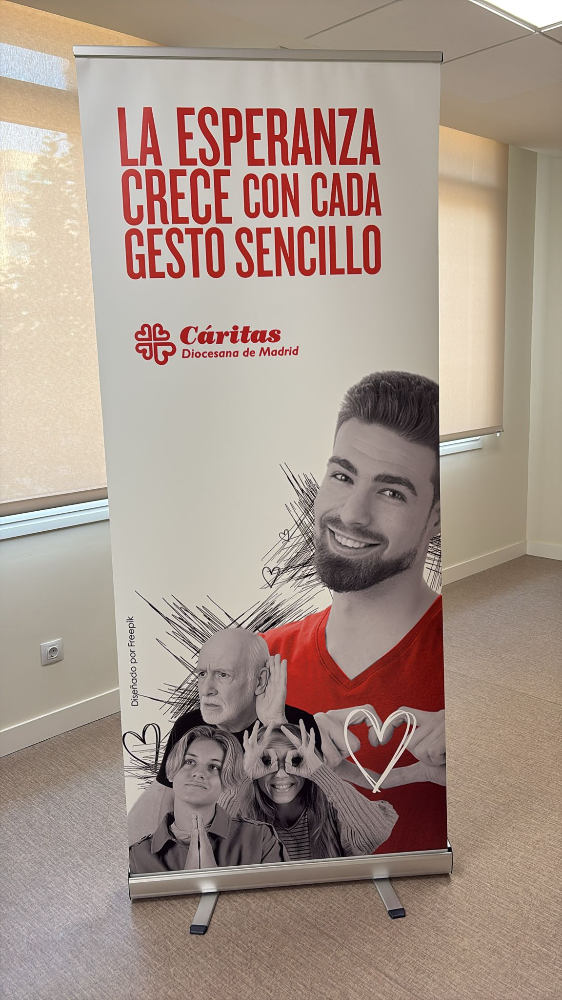 LA ESPERANZA
CRECE CON CADA
GESTO SENCILLO
Cáritas
Diocesana de Madrid
Diseñado por Freepik